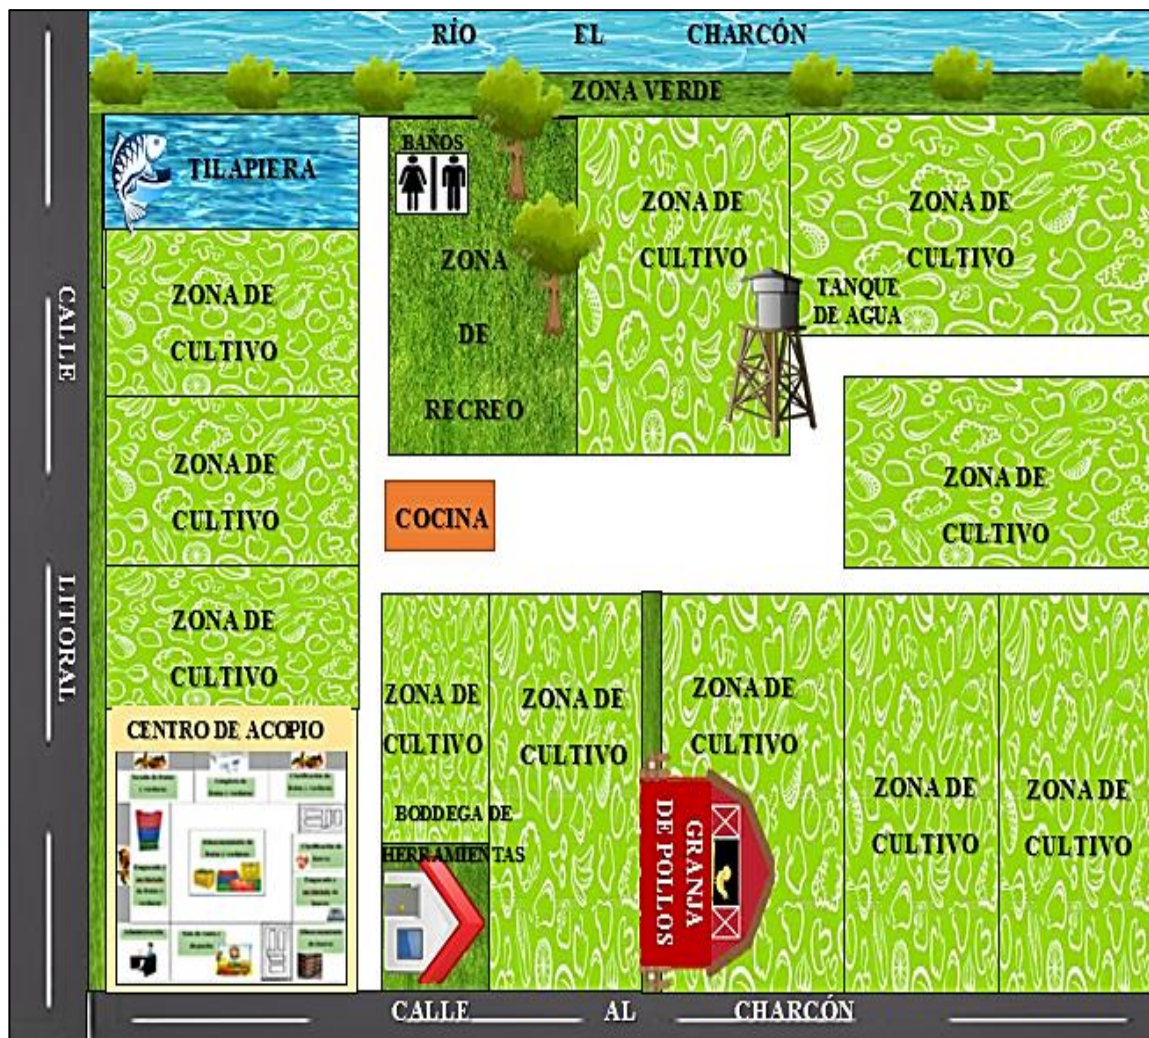 RÍO EL CHARCÓN
ZONA VERDE
TILAPIERA
BAÑOS
ZONA
DE
RECREO
ZONA DE
CULTIVO
ZONA DE
CULTIVO
TANQUE
DE AGUA
ZONA DE
CULTIVO
ZONA DE
CULTIVO
ZONA DE
CULTIVO
CALLE LITORAL
COCINA
ZONA DE
CULTIVO
ZONA DE
CULTIVO
ZONA DE
CULTIVO
ZONA DE
CULTIVO
ZONA DE
CULTIVO
ZONA DE
CULTIVO
CENTRO DE ACOPIO
BODDEGA DE
HERRAMIENTAS
GRANJA
DE POLLOS
CALLE AL CHARCÓN